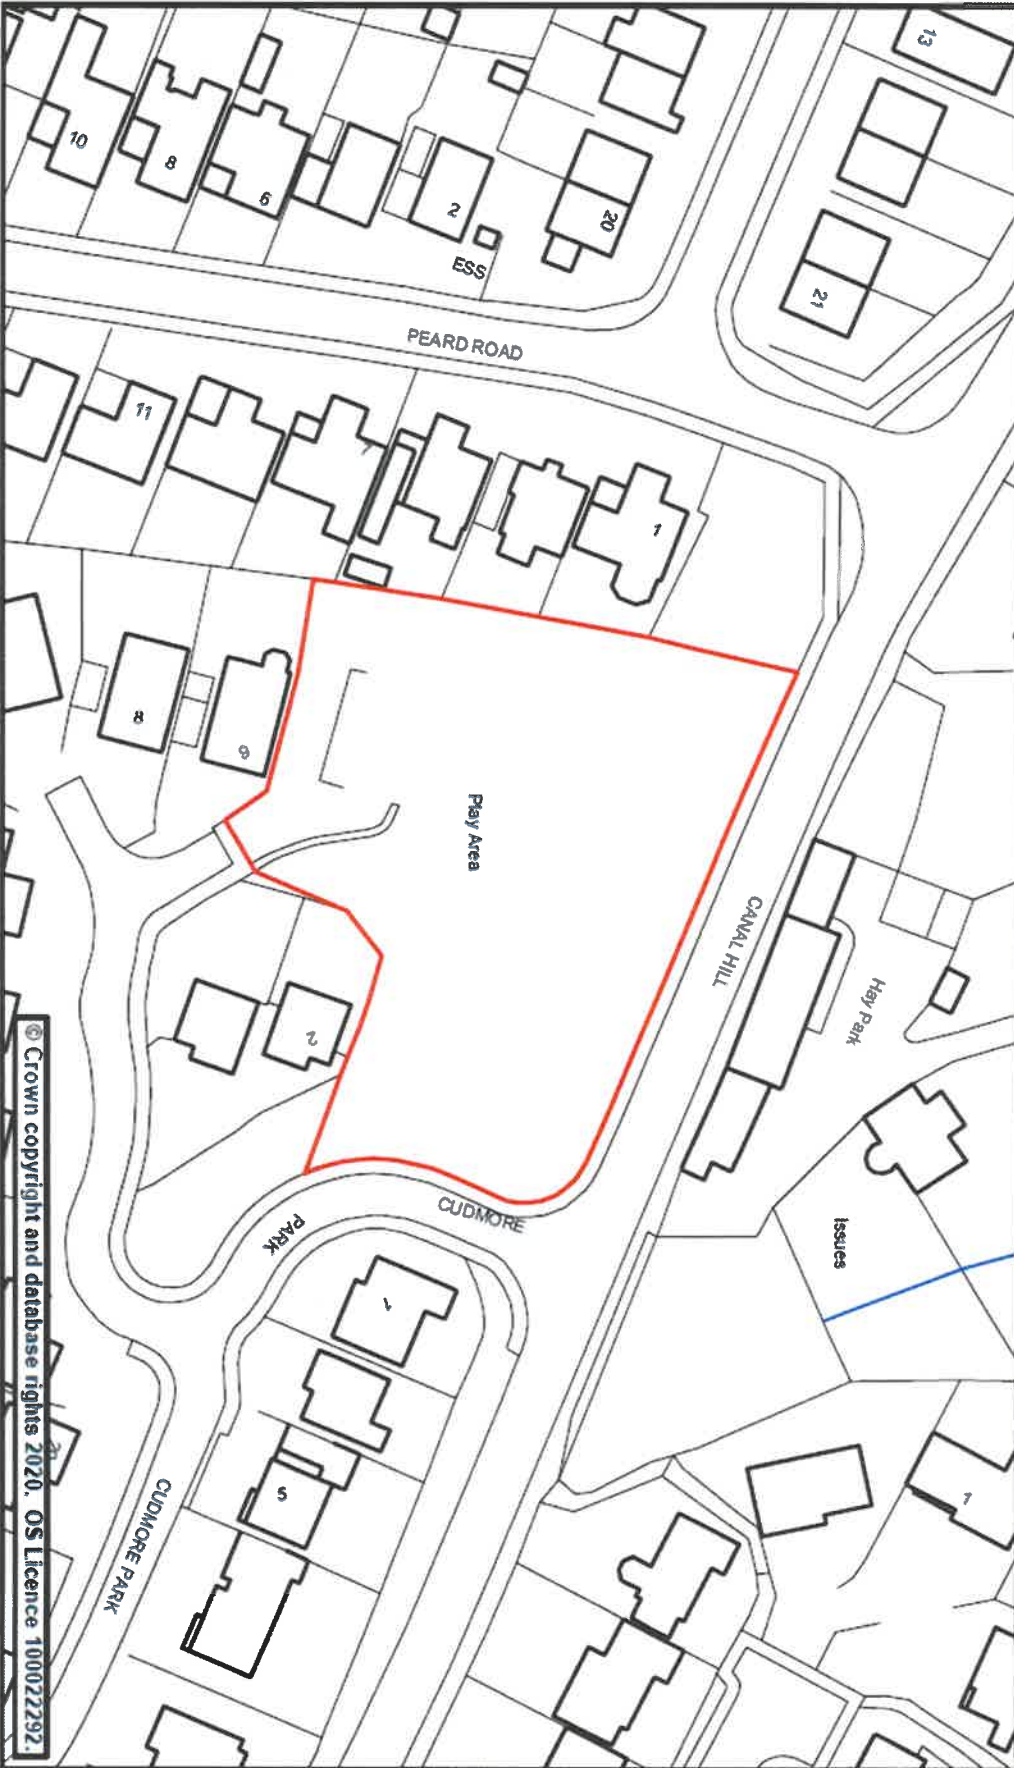 13
10
8
6
2
20
ESS
21
PEARD ROAD
11
7
1
8
9
Play Area
CANAL HILL
Hay Park
2
CUDMORE
PARK
Issues
1
5
1
CUDMORE PARK
© Crown copyright and database rights 2020. OS Licence 100022292.